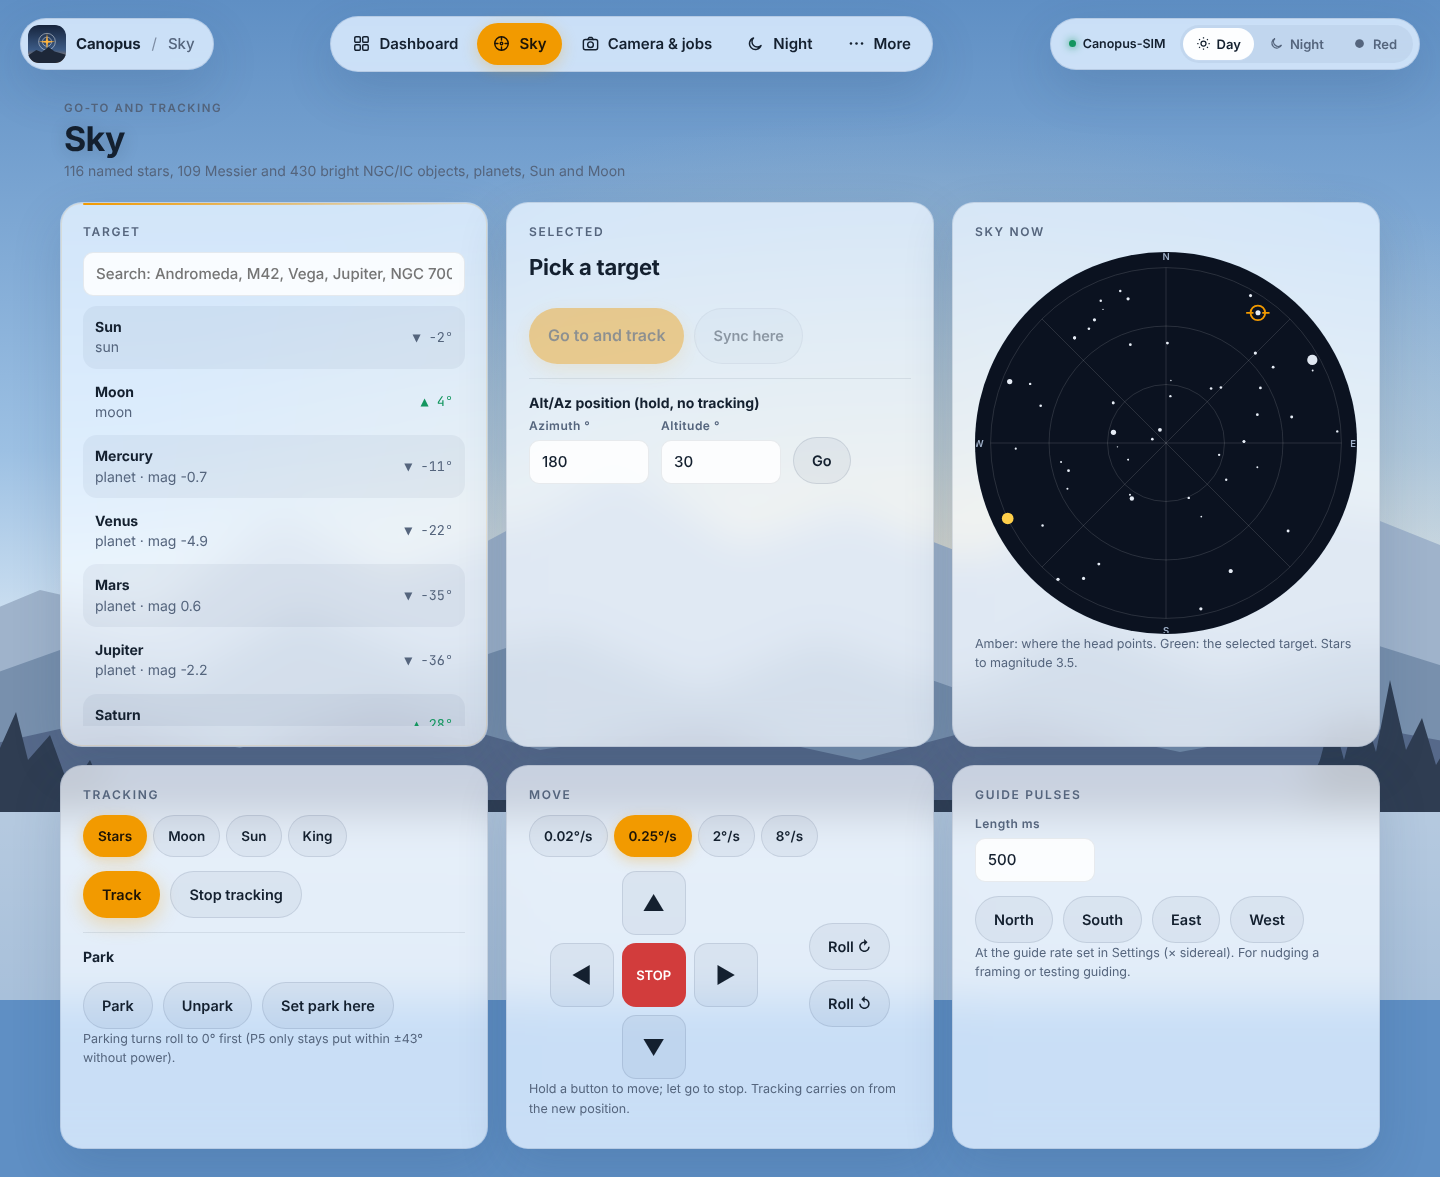 Canopus / Sky
Dashboard
Sky
Camera & jobs
Night
More
Canopus-SIM
Day
Night
Red
GO-TO AND TRACKING
Sky
116 named stars, 109 Messier and 430 bright NGC/IC objects, planets, Sun and Moon
TARGET
Search: Andromeda, M42, Vega, Jupiter, NGC 700
Sun
sun
▼ -2°
Moon
moon
▲ 4°
Mercury
planet · mag -0.7
▼ -11°
Venus
planet · mag -4.9
▼ -22°
Mars
planet · mag 0.6
▼ -35°
Jupiter
planet · mag -2.2
▼ -36°
Saturn
▲ 28°
SELECTED
Pick a target
Go to and track
Sync here
Alt/Az position (hold, no tracking)
Azimuth °
Altitude °
180
30
Go
SKY NOW
N
W
E
S
Amber: where the head points. Green: the selected target. Stars
to magnitude 3.5.
TRACKING
Stars
Moon
Sun
King
Track
Stop tracking
Park
Park
Unpark
Set park here
Parking turns roll to 0° first (P5 only stays put within ±43°
without power).
MOVE
0.02°/s
0.25°/s
2°/s
8°/s
▲
◀
STOP
▶
▼
Roll ↻
Roll ↺
Hold a button to move; let go to stop. Tracking carries on from
the new position.
GUIDE PULSES
Length ms
500
North
South
East
West
At the guide rate set in Settings (× sidereal). For nudging a
framing or testing guiding.